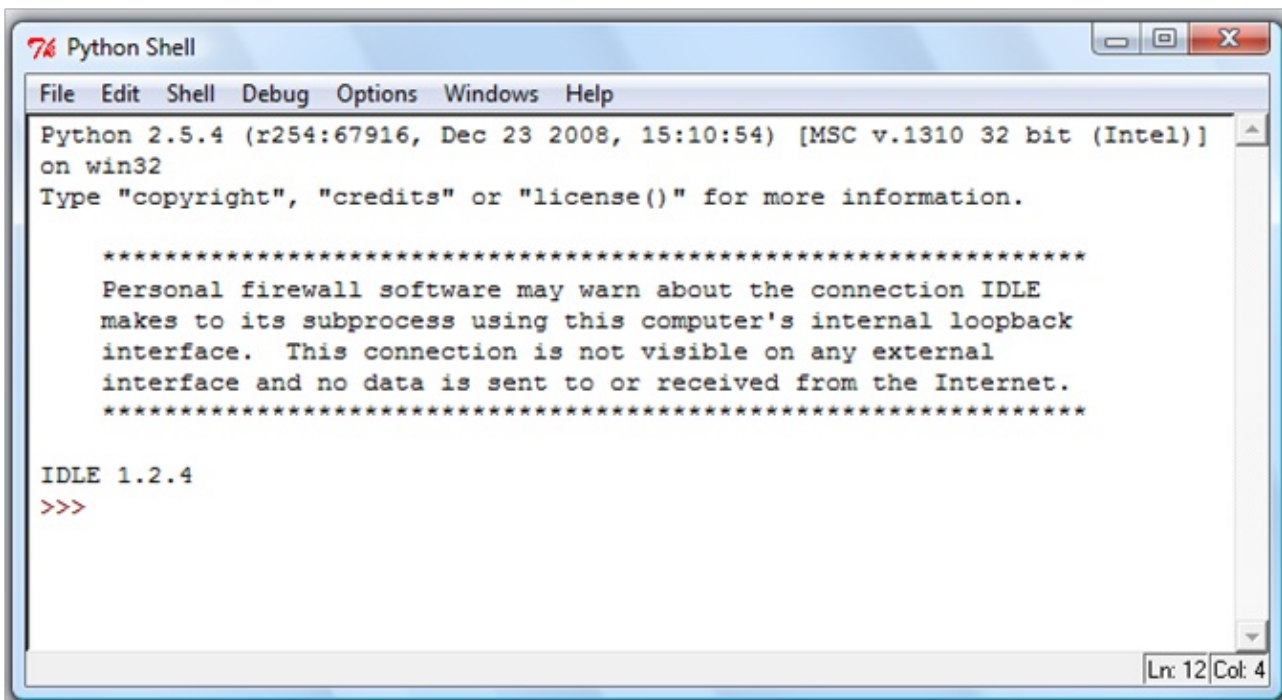 Python Shell
File Edit Shell Debug Options Windows Help
Python 2.5.4 (r254:67916, Dec 23 2008, 15:10:54) [MSC v.1310 32 bit (Intel)]
on win32
Type "copyright", "credits" or "license()" for more information.
****************************************************************
Personal firewall software may warn about the connection IDLE
makes to its subprocess using this computer's internal loopback
interface.  This connection is not visible on any external
interface and no data is sent to or received from the Internet.
****************************************************************
IDLE 1.2.4
>>>
Ln: 12 Col: 4